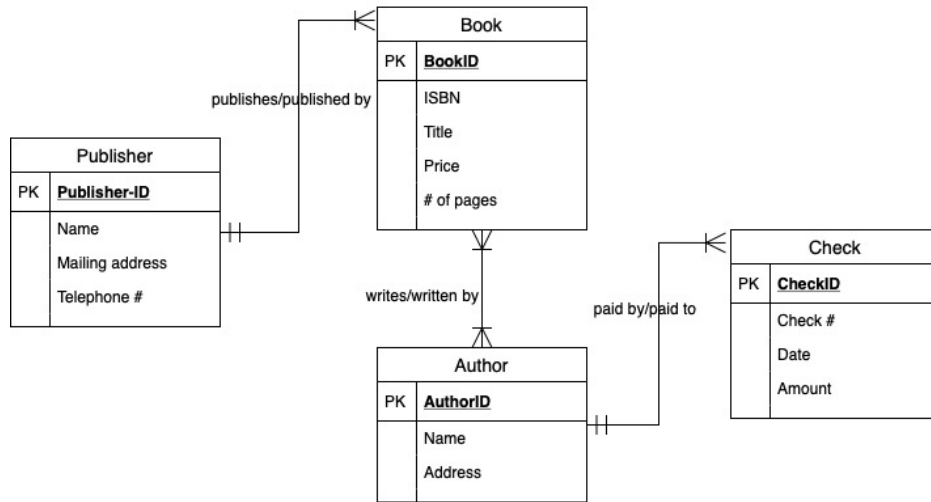 Book
PK BookID
ISBN
Title
Price
# of pages
publishes/published by
Publisher
PK Publisher-ID
Name
Mailing address
Telephone #
writes/written by
paid by/paid to
Check
PK CheckID
Check #
Date
Amount
Author
PK AuthorID
Name
Address